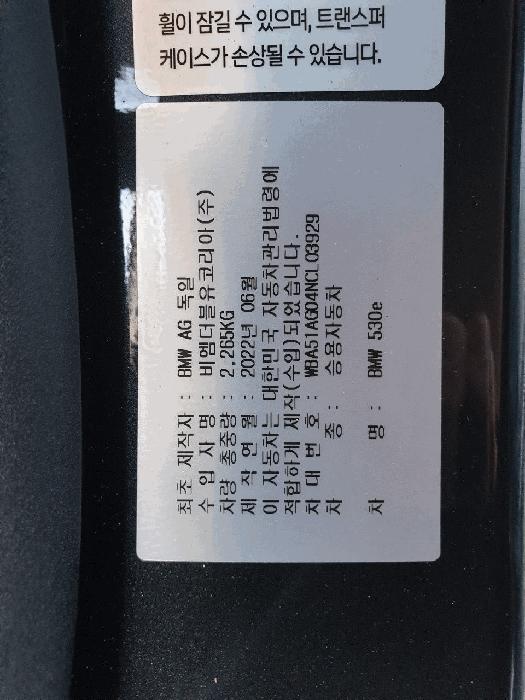 휠이 잠길 수 있으며, 트랜스퍼
케이스가 손상될 수 있습니다.
최초 제작자 : BMW AG 독일
수 입 사 명 : 비엠더블유코리아(주)
차량 총중량 : 2,265KG
제 작 연 월 : 2022년 06월
이 자동차는 대한민국 자동차관리법령에
적합하게 제작(수입)되었습니다.
차 대 번 호 : WBA51AG04NCL03929
차 종 : 승용자동차
차 명 : BMW 530e